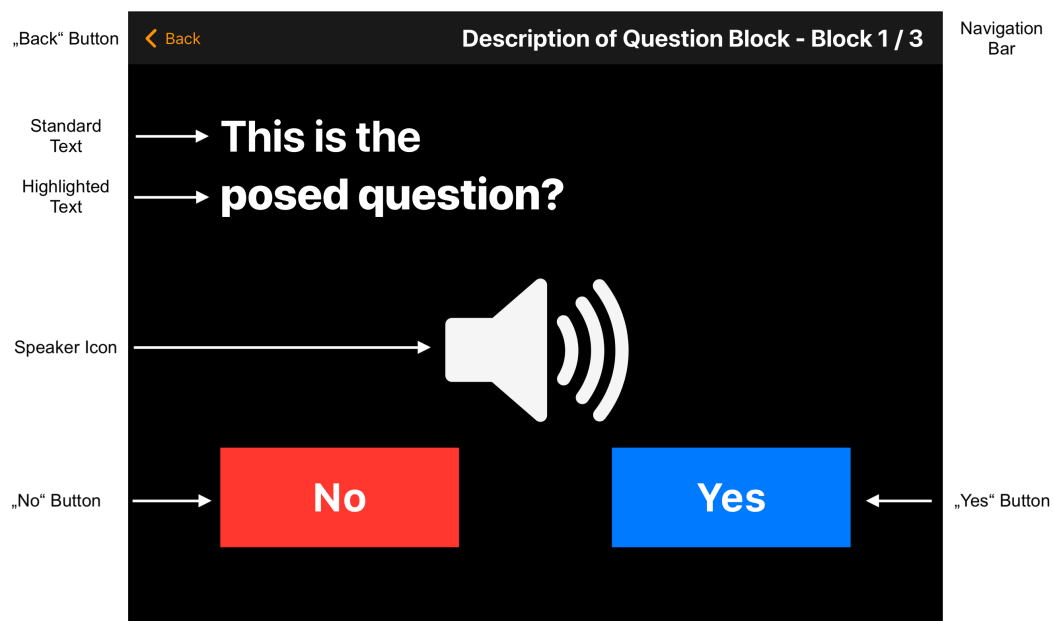 „Back“ Button
Back
Description of Question Block - Block 1 / 3
Navigation
Bar
Standard
Text
This is the
Highlighted
Text
posed question?
Speaker Icon
„No“ Button
No
Yes
„Yes“ Button